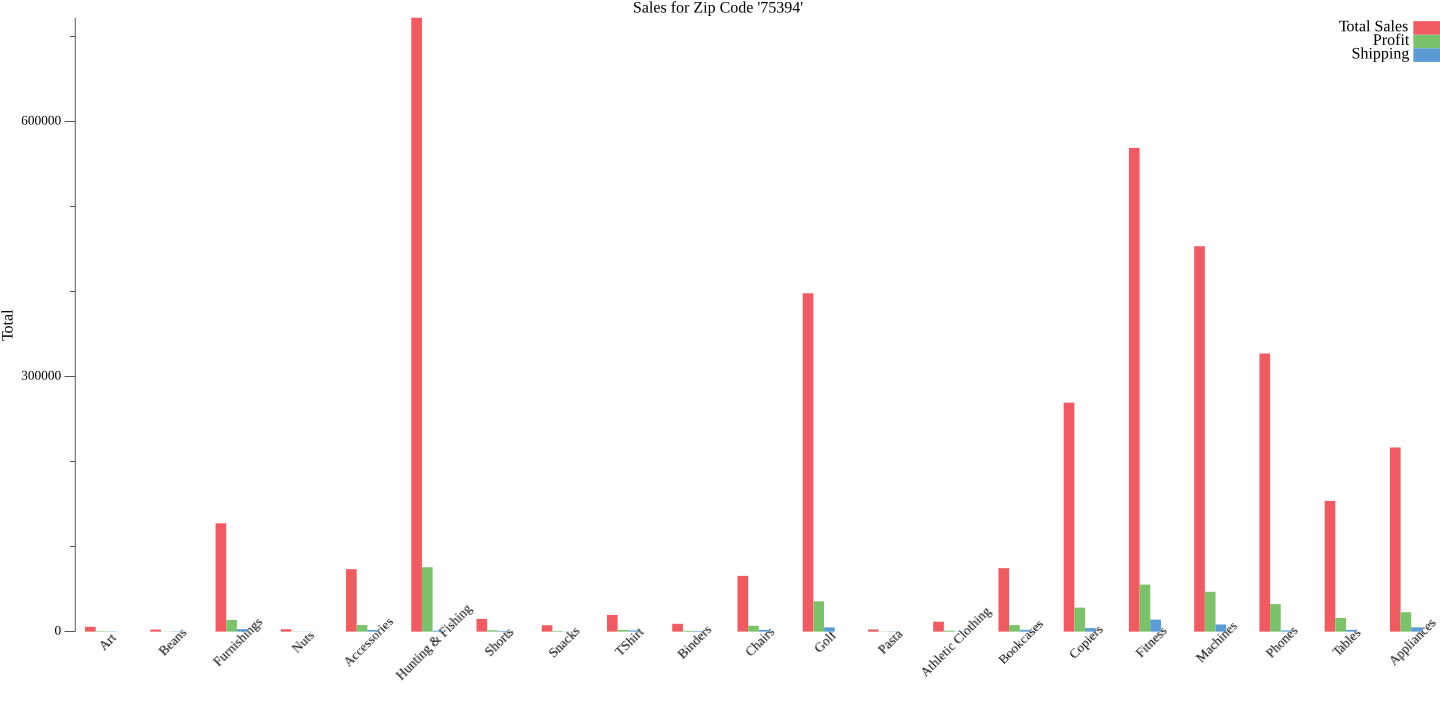 Sales for Zip Code '75394'
Total Sales
Profit
Shipping
600000
300000
0
Total
Art
Beans
Furnishings
Nuts
Accessories
Hunting & Fishing
Shorts
Snacks
TShirt
Binders
Chairs
Golf
Pasta
Athletic Clothing
Bookcases
Copiers
Fitness
Machines
Phones
Tables
Appliances